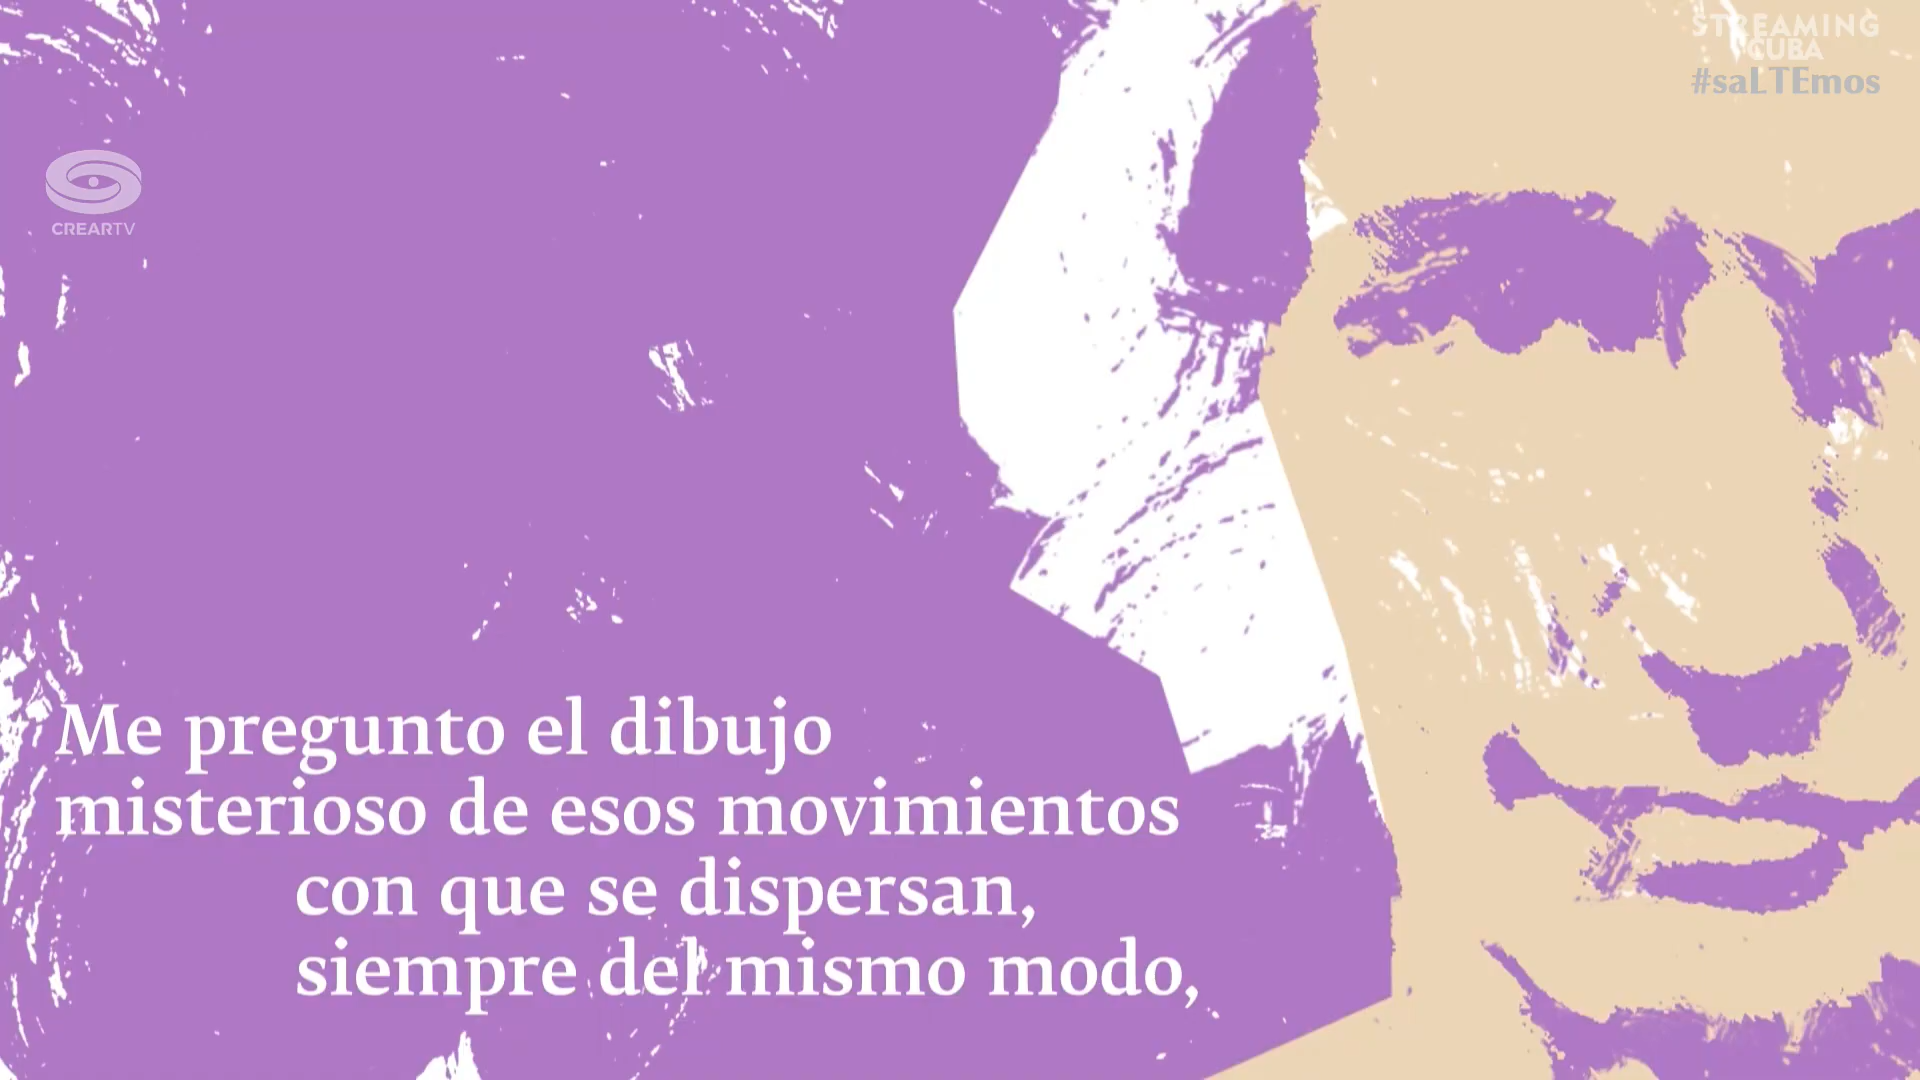 STREAMING
CUBA
#saLTEmos
CREARTV
Me pregunto el dibujo
misterioso de esos movimientos
con que se dispersan,
siempre del mismo modo,